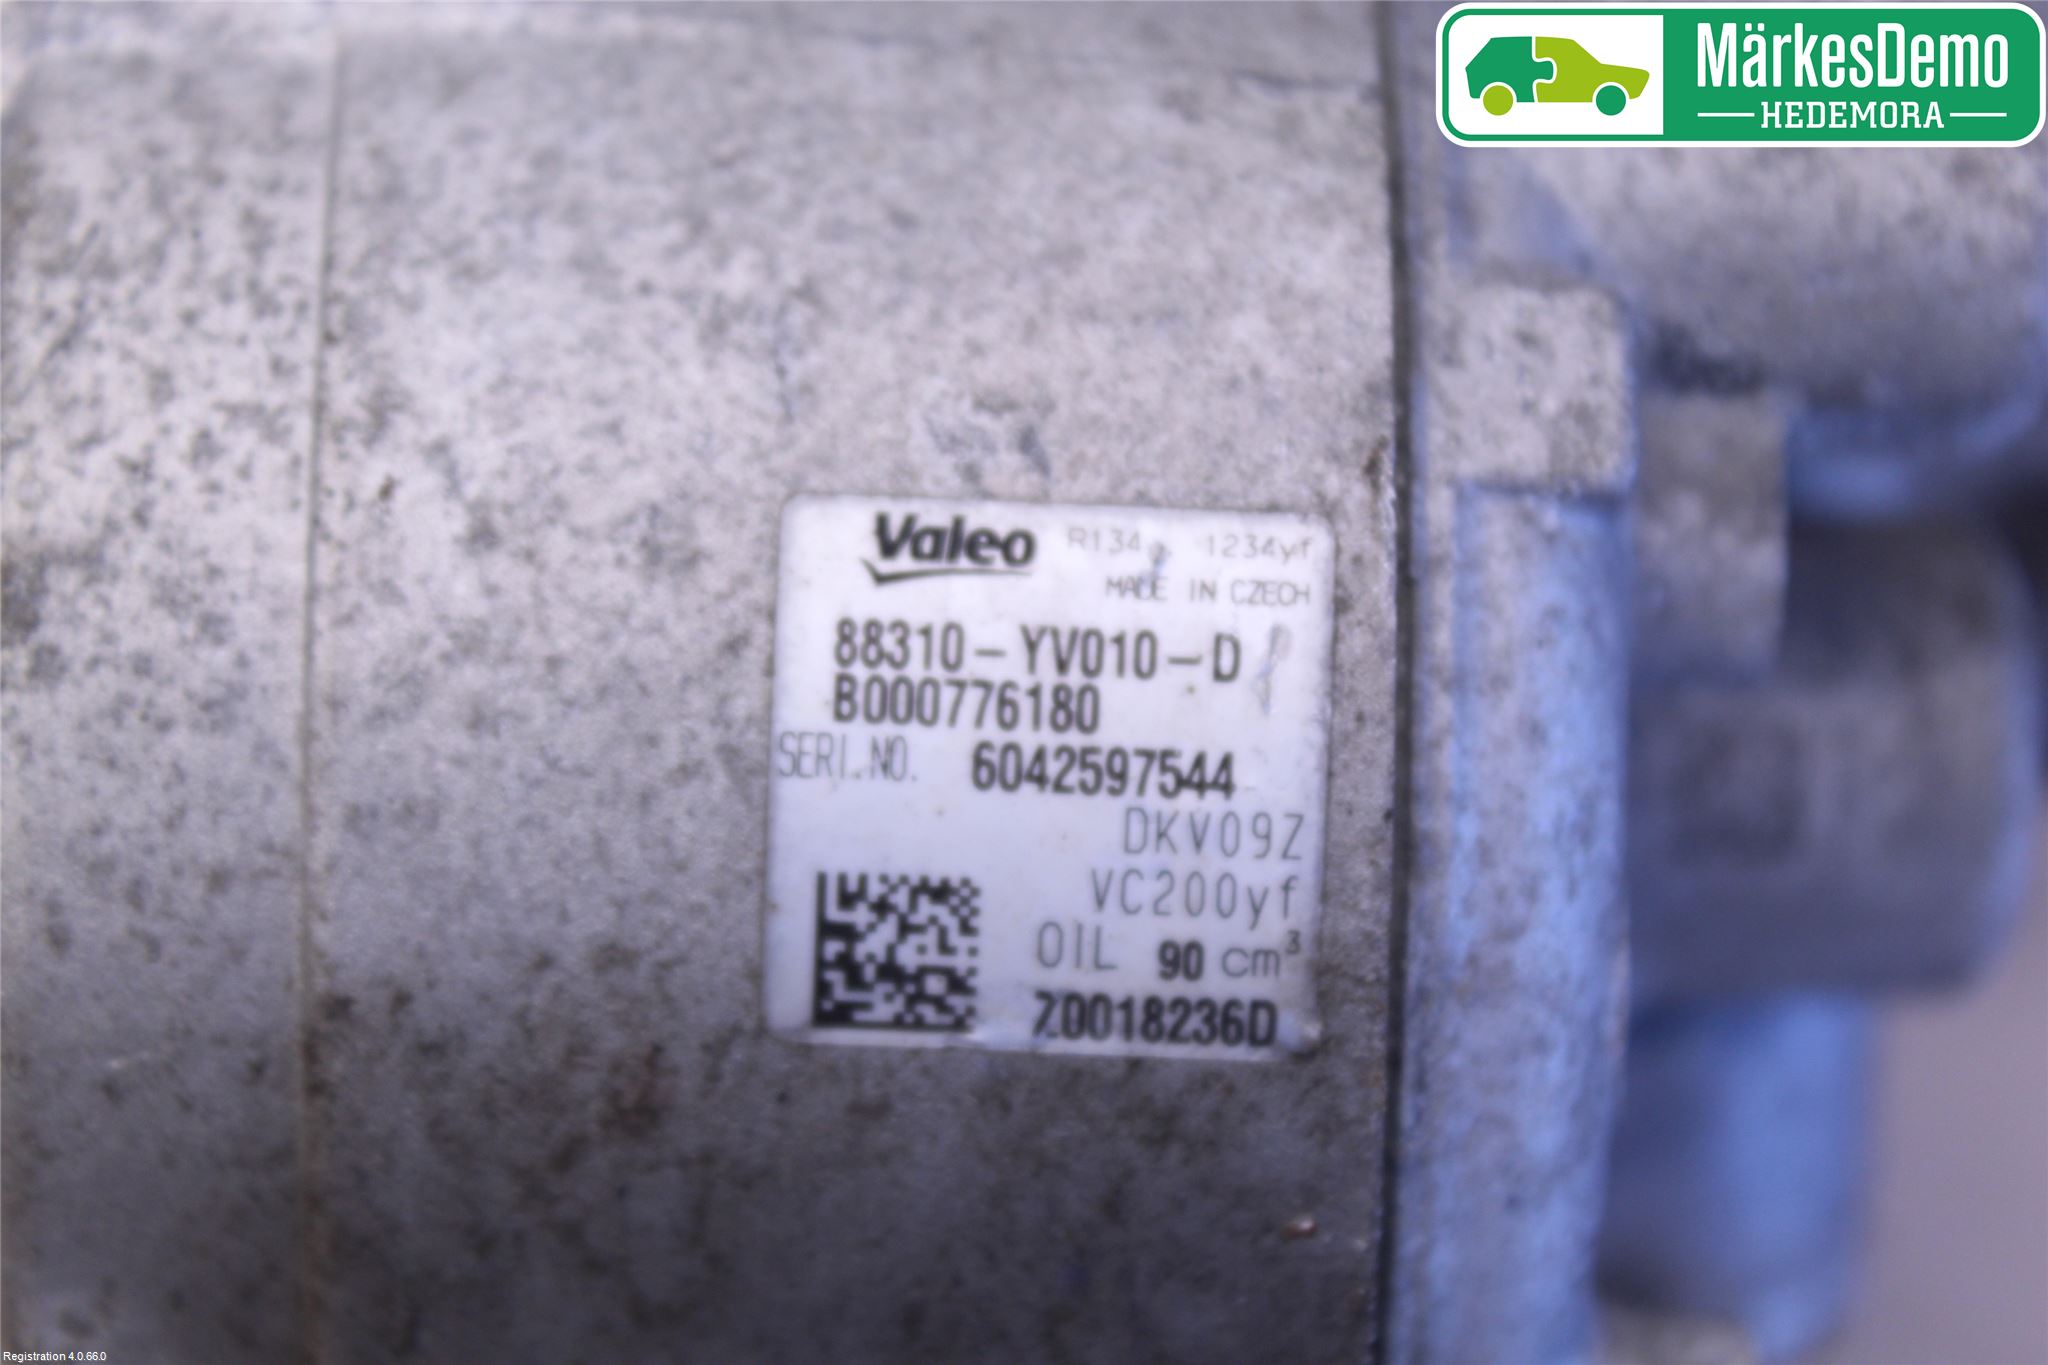 MärkesDemo
HEDEMORA
Valeo R134a 1234yf
MADE IN CZECH
88310-YV010-D
B000776180
SERI.NO. 6042597544
DKV09Z
VC200yf
OIL 90 cm³
Z0018236D
Registration 4.0.66.0